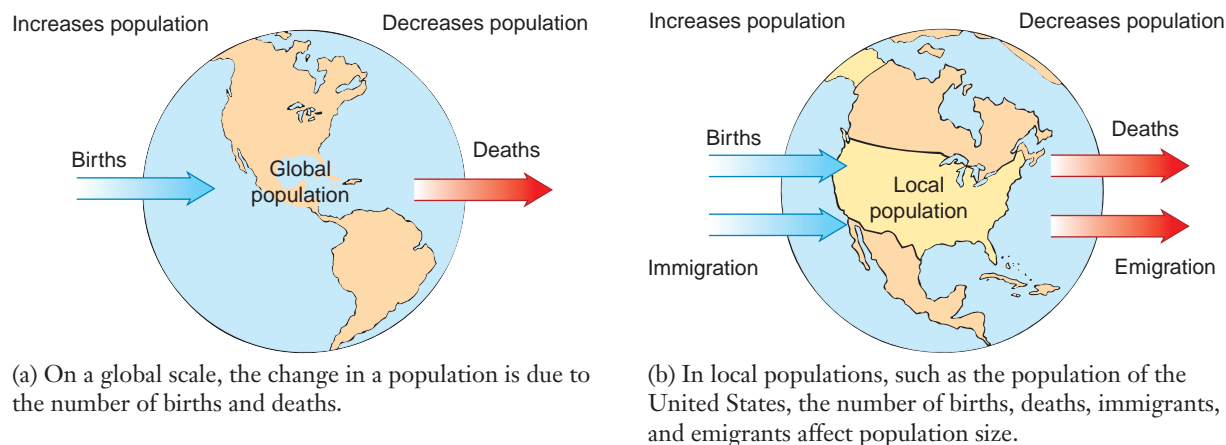 Increases population
Decreases population
Births
Global
population
Deaths
(a) On a global scale, the change in a population is due to
the number of births and deaths.
Increases population
Decreases population
Births
Deaths
Local
population
Immigration
Emigration
(b) In local populations, such as the population of the
United States, the number of births, deaths, immigrants,
and emigrants affect population size.